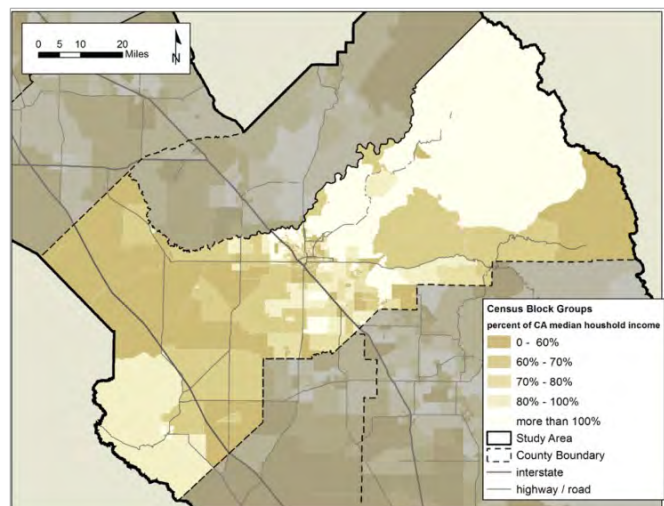 0 5 10 20
Miles
N
Census Block Groups
percent of CA median houshold income
0 - 60%
60% - 70%
70% - 80%
80% - 100%
more than 100%
Study Area
County Boundary
interstate
highway / road